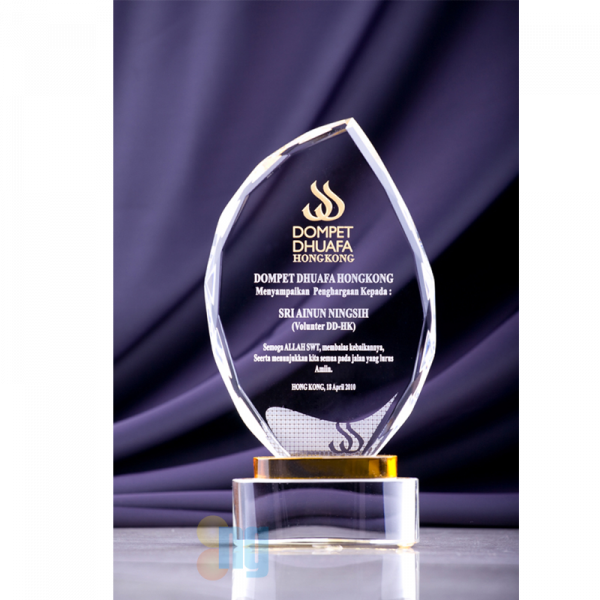 DOMPET
DHUAFA
HONGKONG
DOMPET DHUAFA HONGKONG
Menyampaikan Penghargaan Kepada :
SRI AINUN NINGSIH
(Volunter DD-HK)
Semoga ALLAH SWT, membalas kebaikannya,
Seerta menunjukkan kita semua pada jalan yang lurus
Amiin.
HONG KONG, 18 April 2010